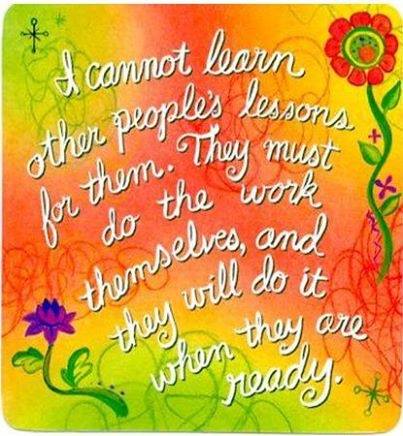 I cannot learn
other people's lessons
for them. They must
do the work
themselves, and
they will do it
when they are
ready.